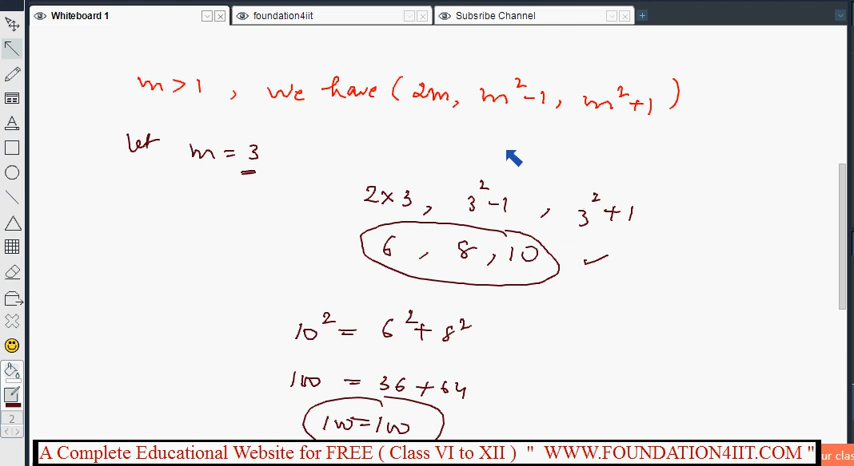 Whiteboard 1 foundation4iit Subsribe Channel
m > 1 , we have ( 2m, m²-1, m²+1 )
let m = 3
2×3, 3²-1, 3²+1
6, 8, 10
10² = 6² + 8²
100 = 36 + 64
100 = 100
2
A Complete Educational Website for FREE ( Class VI to XII ) " WWW.FOUNDATION4IIT.COM "
ur clas